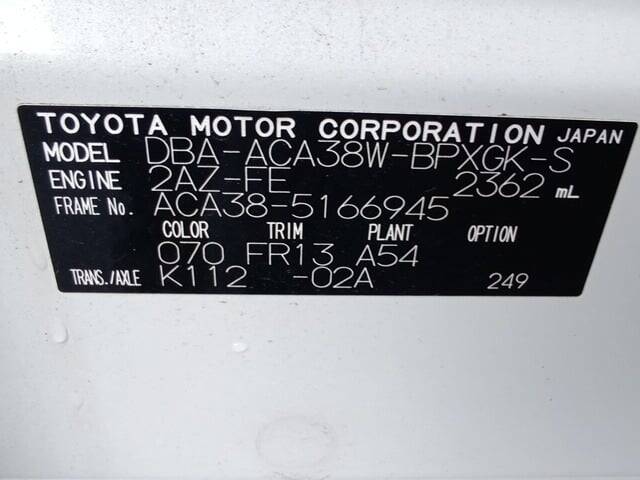 TOYOTA MOTOR CORPORATION JAPAN
MODEL DBA-ACA38W-BPXGK-S
ENGINE 2AZ-FE 2362 mL
FRAME No. ACA38-5166945
COLOR TRIM PLANT OPTION
070 FR13 A54
TRANS./AXLE K112 -02A 249